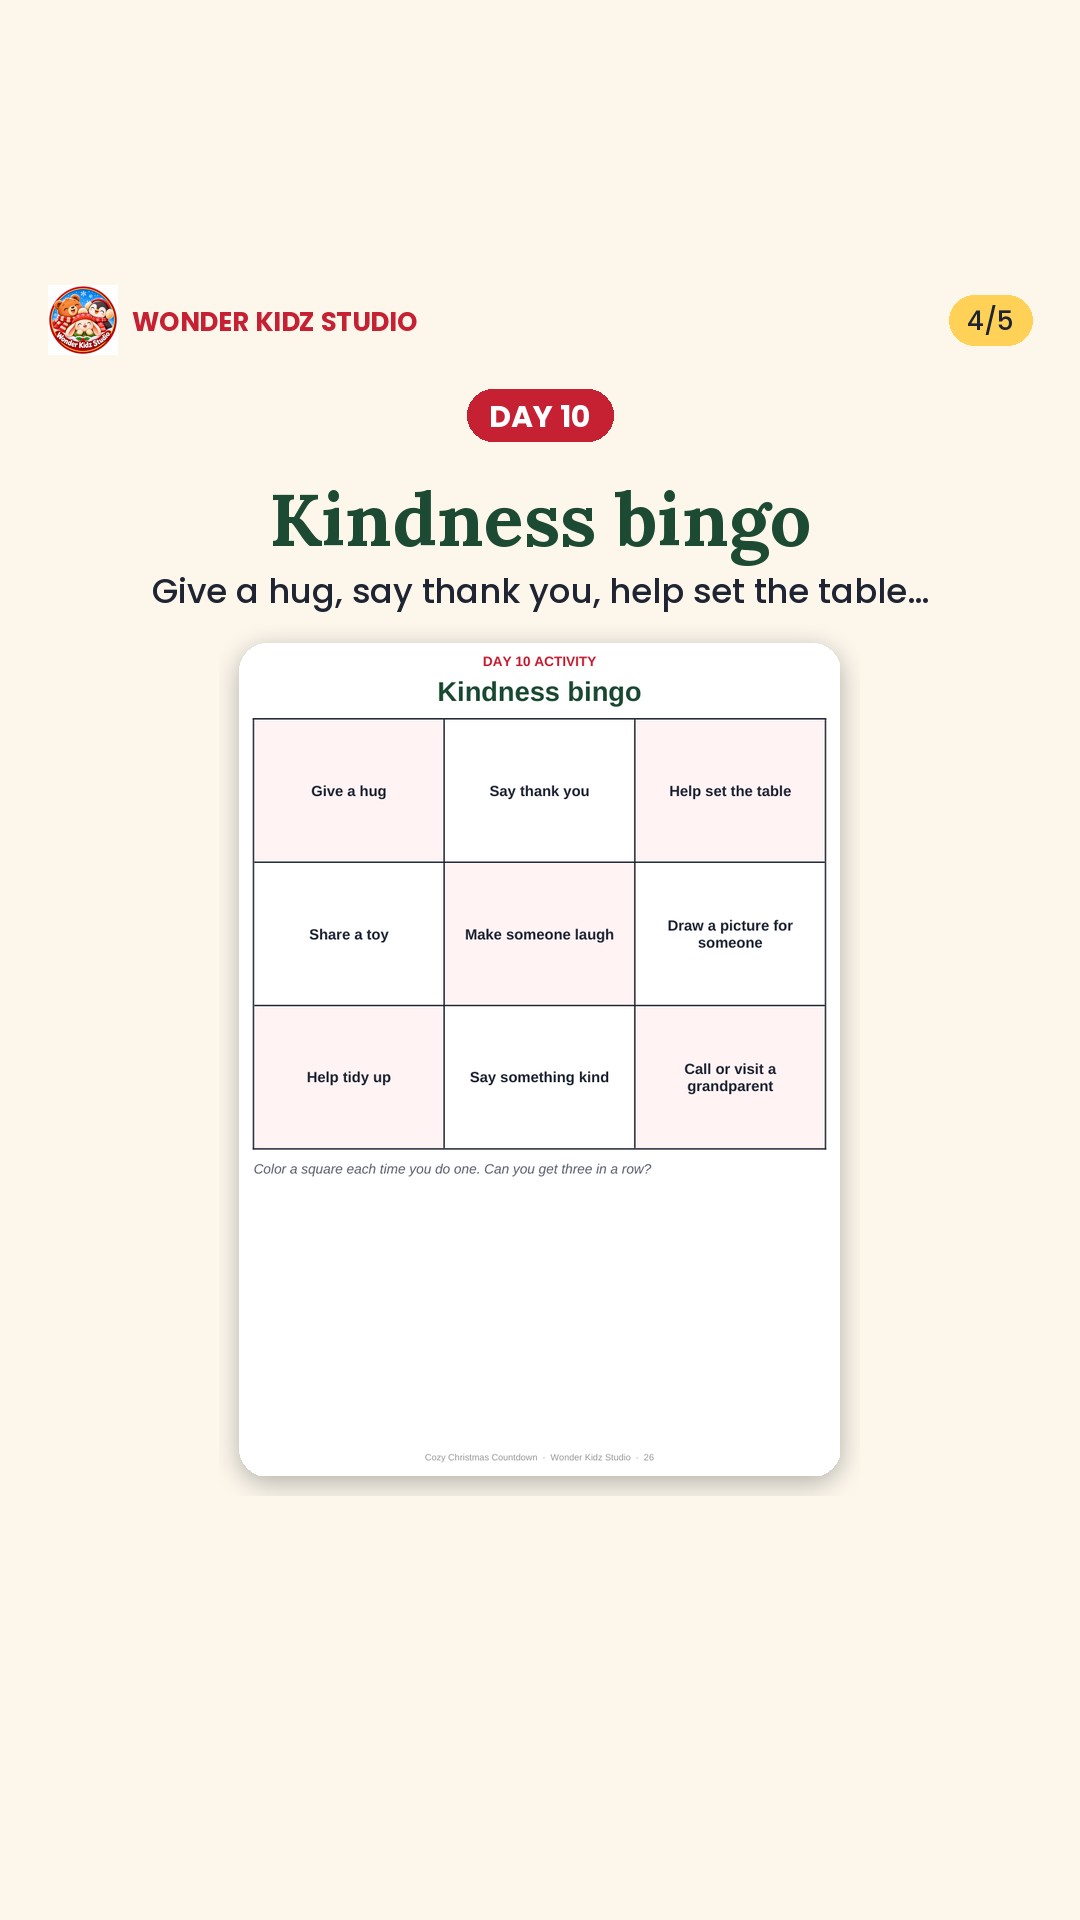 Wonder Kidz Studio
WONDER KIDZ STUDIO
4/5
DAY 10
Kindness bingo
Give a hug, say thank you, help set the table...
DAY 10 ACTIVITY
Kindness bingo
Give a hug
Say thank you
Help set the table
Share a toy
Make someone laugh
Draw a picture for
someone
Help tidy up
Say something kind
Call or visit a
grandparent
Color a square each time you do one. Can you get three in a row?
Cozy Christmas Countdown · Wonder Kidz Studio · 26